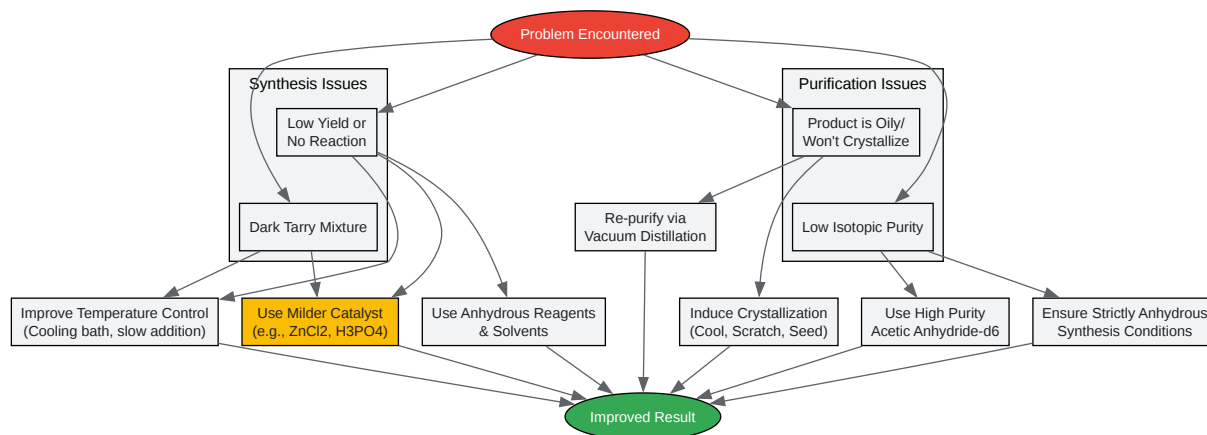 Problem Encountered
Synthesis Issues
Purification Issues
Low Yield or
No Reaction
Product is Oily/
Won't Crystallize
Dark Tarry Mixture
Re-purify via
Vacuum Distillation
Low Isotopic Purity
Improve Temperature Control
(Cooling bath, slow addition)
Use Milder Catalyst
(e.g., ZnCl2, H3PO4)
Use Anhydrous Reagents
& Solvents
Induce Crystallization
(Cool, Scratch, Seed)
Use High Purity
Acetic Anhydride-d6
Ensure Strictly Anhydrous
Synthesis Conditions
Improved Result